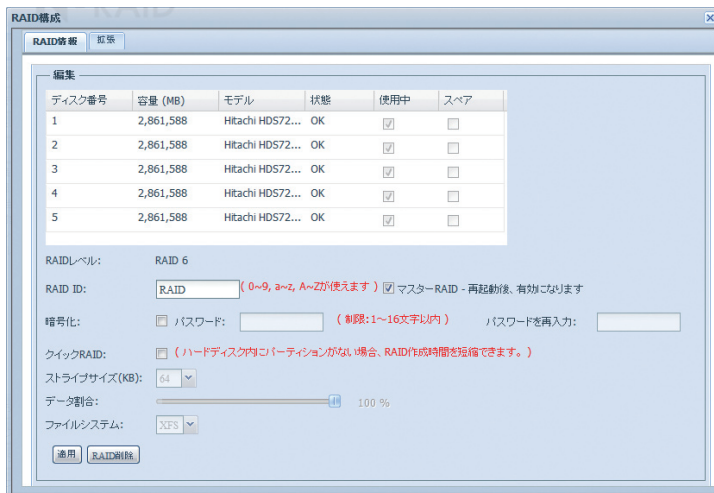 RAID
RAID構成
RAID情報 拡張
編集
ディスク番号 容量 (MB) モデル 状態 使用中 スペア
1 2,861,588 Hitachi HDS72... OK
2 2,861,588 Hitachi HDS72... OK
3 2,861,588 Hitachi HDS72... OK
4 2,861,588 Hitachi HDS72... OK
5 2,861,588 Hitachi HDS72... OK
RAIDレベル: RAID 6
RAID ID: RAID ( 0~9, a~z, A~Zが使えます ) マスターRAID - 再起動後、有効になります
暗号化: パスワード: ( 制限:1～16文字以内 ) パスワードを再入力:
クイックRAID: ( ハードディスク内にパーティションがない場合、RAID作成時間を短縮できます。)
ストライプサイズ(KB): 64
データ割合: 100 %
ファイルシステム: XFS
適用 RAID削除